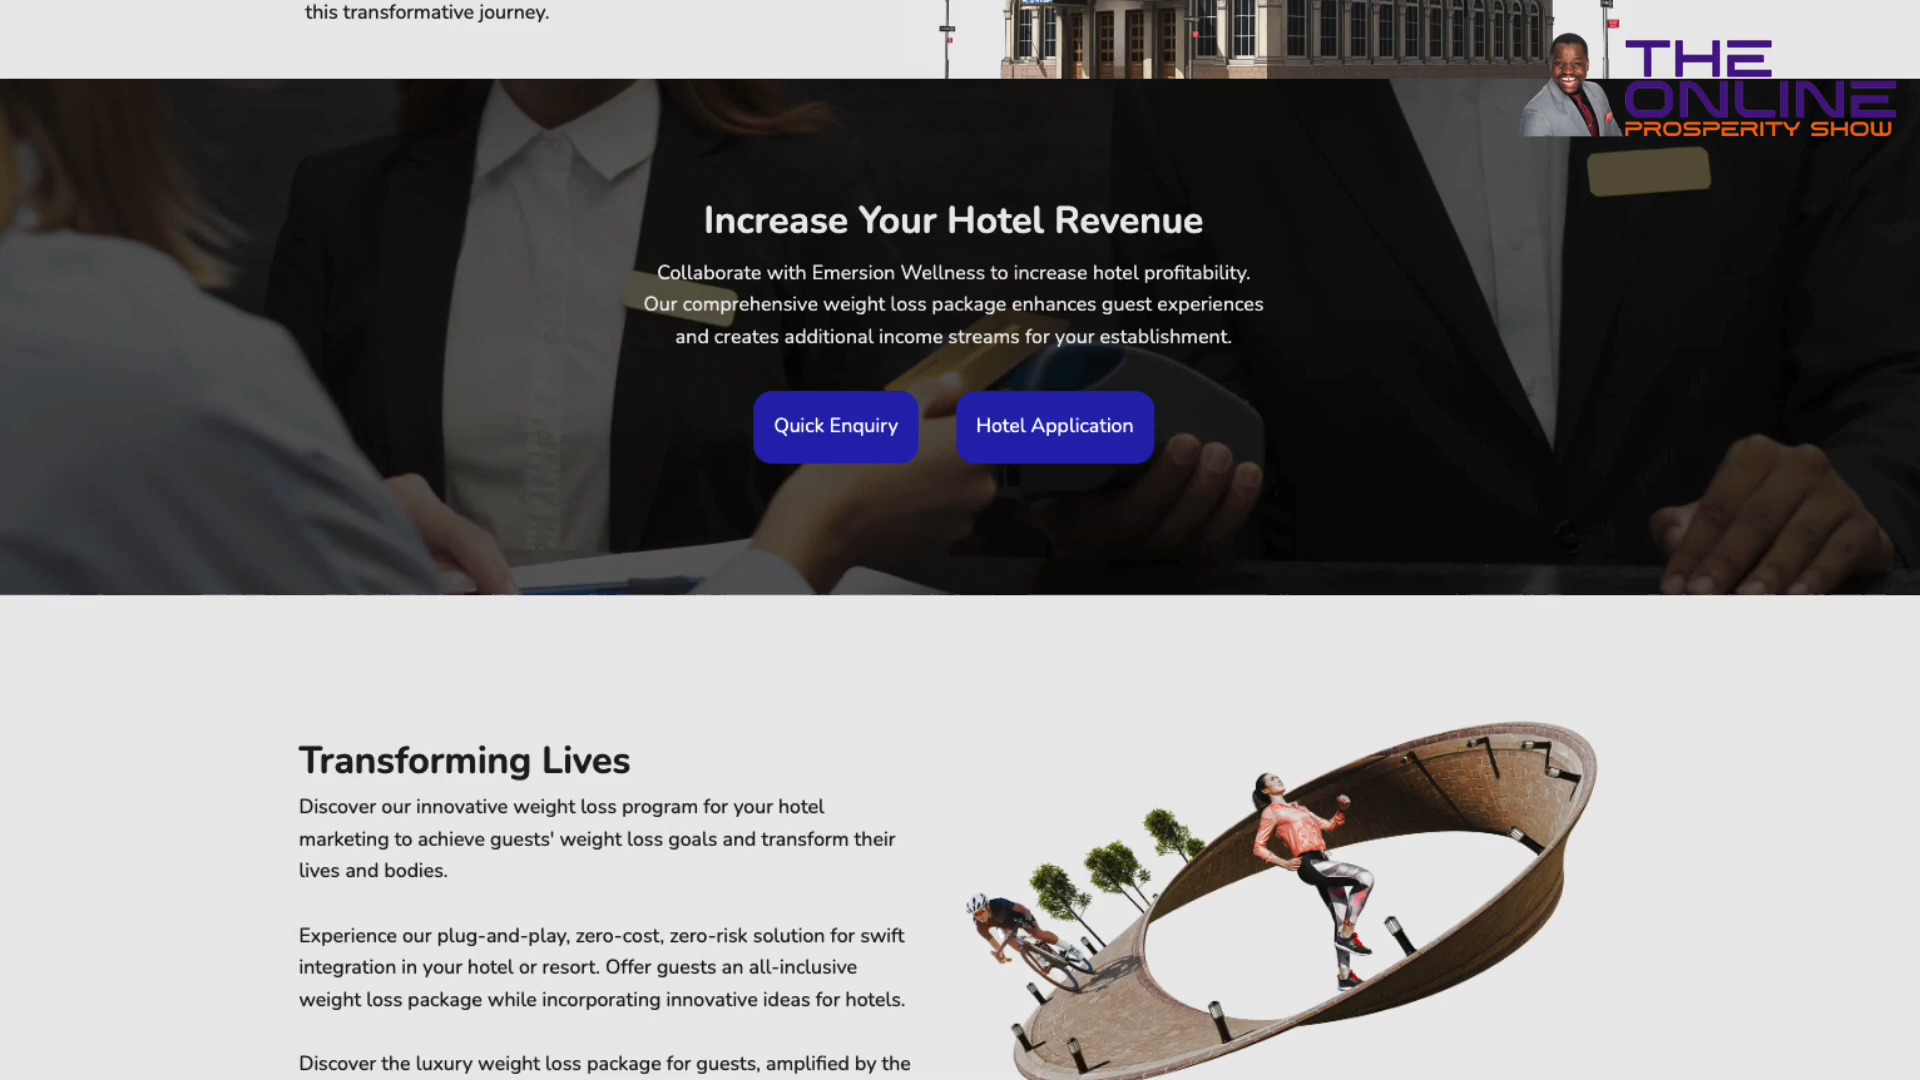 this transformative journey.
THE
ONLINE
PROSPERITY SHOW
Increase Your Hotel Revenue
Collaborate with Emersion Wellness to increase hotel profitability.
Our comprehensive weight loss package enhances guest experiences
and creates additional income streams for your establishment.
Quick Enquiry
Hotel Application
Transforming Lives
Discover our innovative weight loss program for your hotel
marketing to achieve guests' weight loss goals and transform their
lives and bodies.
Experience our plug-and-play, zero-cost, zero-risk solution for swift
integration in your hotel or resort. Offer guests an all-inclusive
weight loss package while incorporating innovative ideas for hotels.
Discover the luxury weight loss package for guests, amplified by the